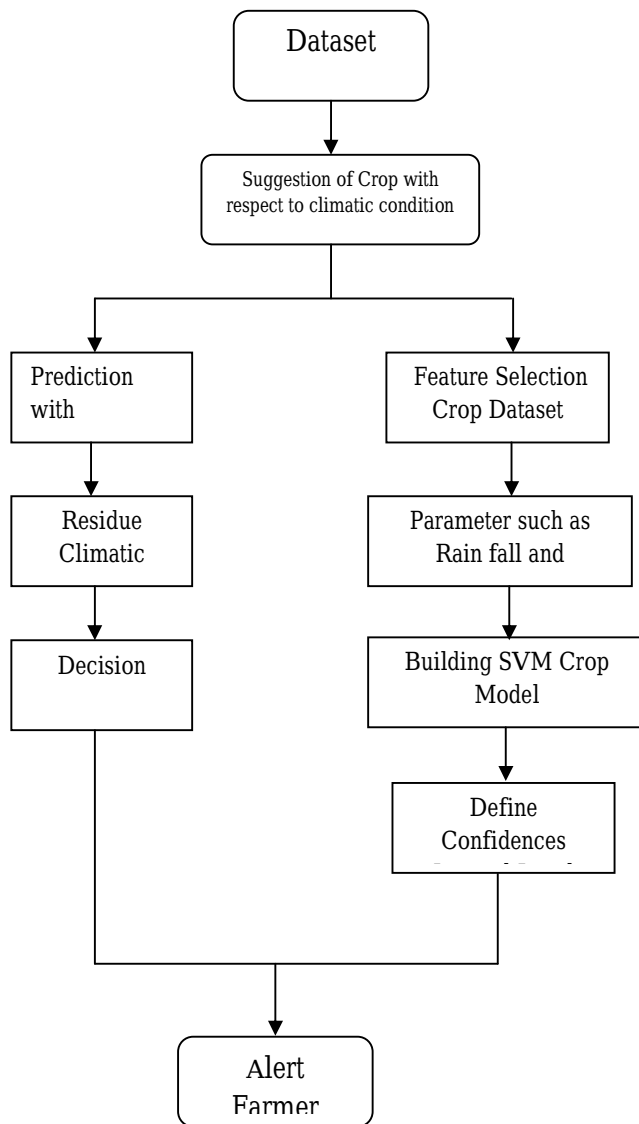 Dataset
Suggestion of Crop with
respect to climatic condition
Prediction
with
Feature Selection
Crop Dataset
Residue
Climatic
Parameter such as
Rain fall and
Decision
Building SVM Crop
Model
Define
Confidences
Alert
Farmer